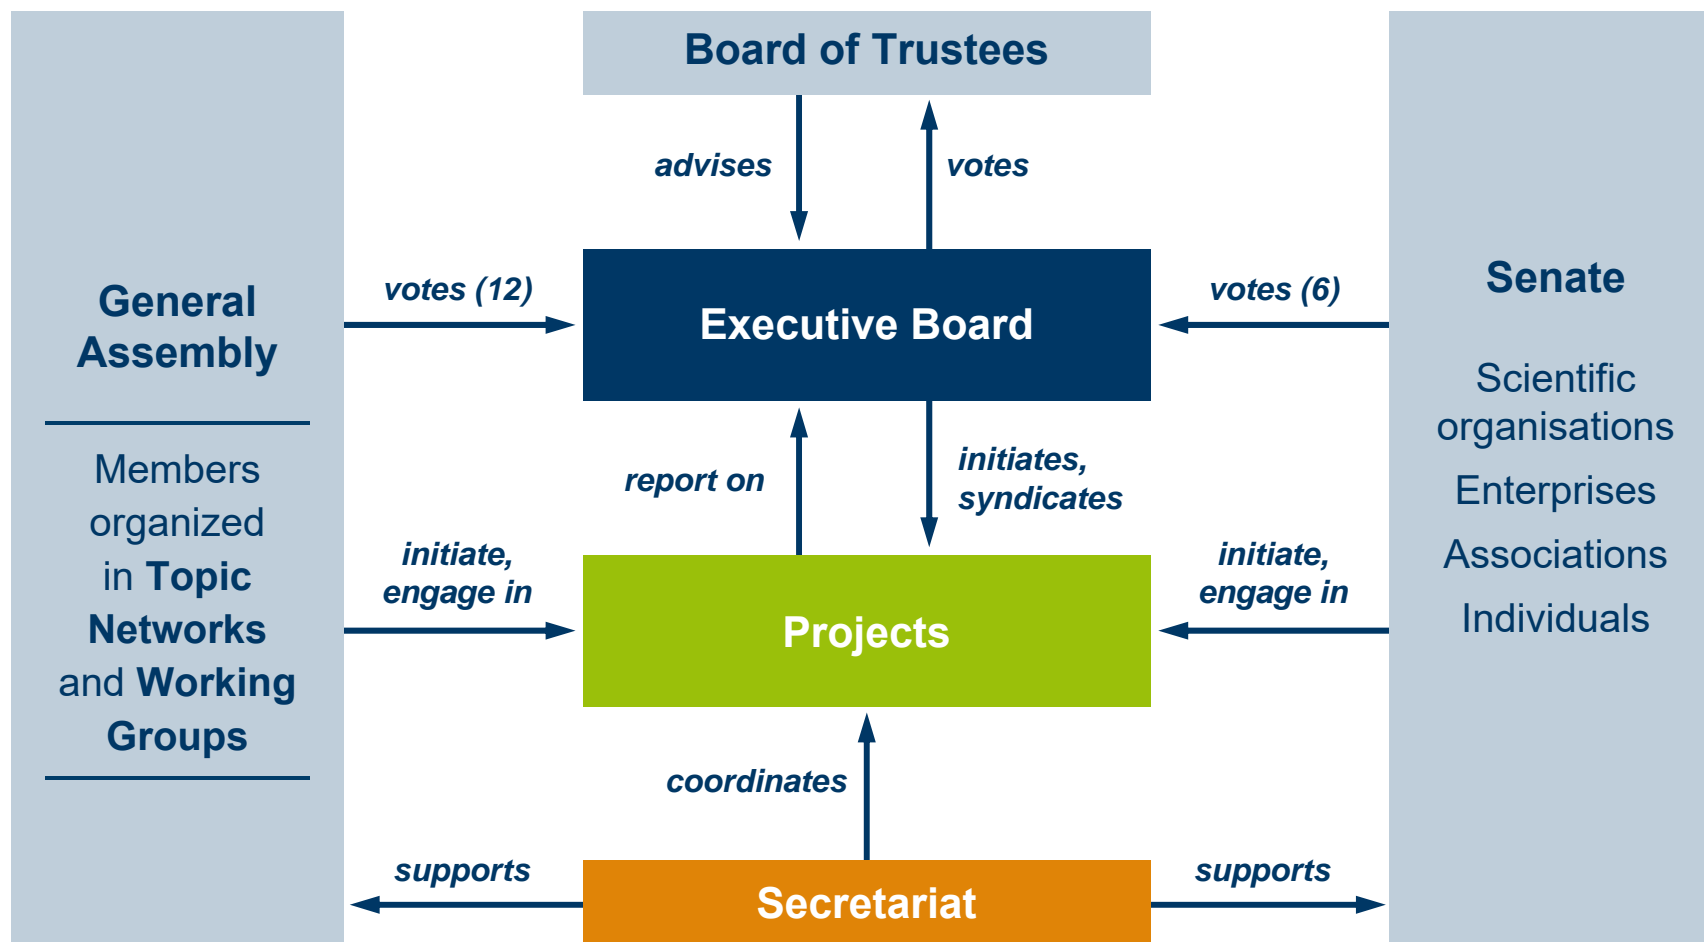 Board of Trustees
advises
votes
General
Assembly
Members
organized
in Topic
Networks
and Working
Groups
votes (12)
Executive Board
votes (6)
Senate
Scientific
organisations
Enterprises
Associations
Individuals
report on
initiates,
syndicates
initiate,
engage in
Projects
initiate,
engage in
coordinates
supports
Secretariat
supports